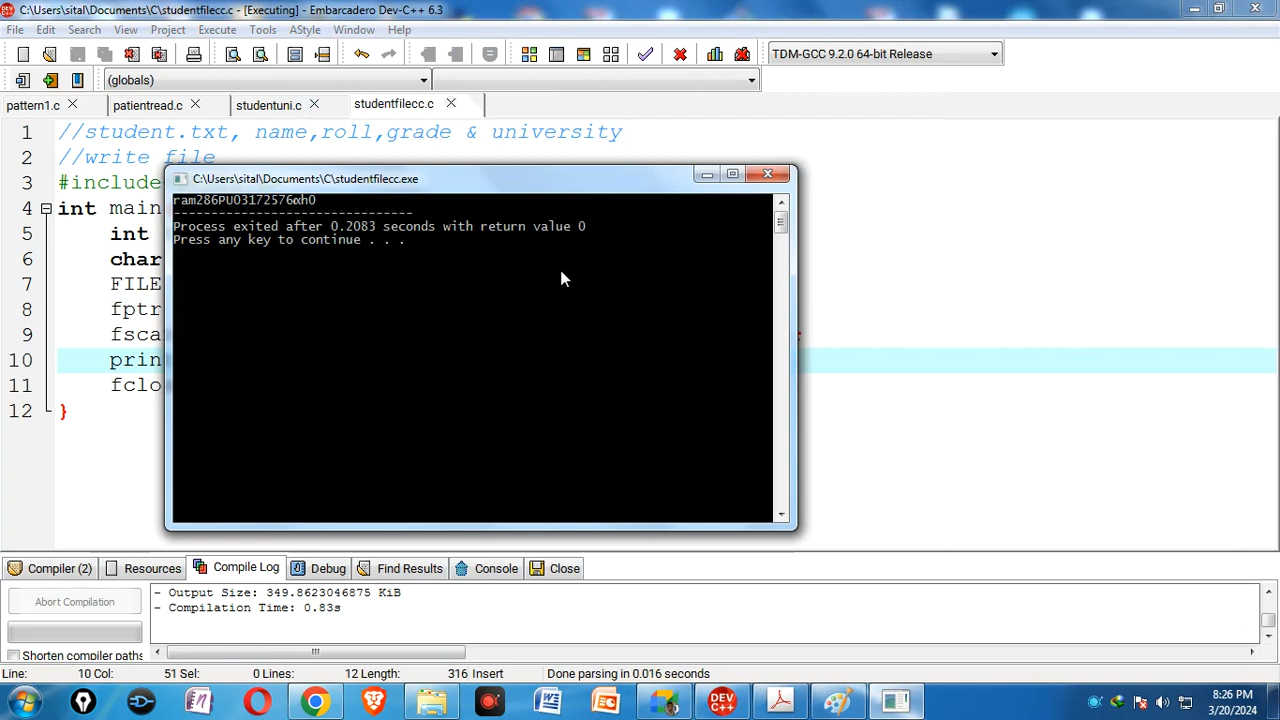 C:\Users\sital\Documents\C\studentfilecc.c - [Executing] - Embarcadero Dev-C++ 6.3
File Edit Search View Project Execute Tools AStyle Window Help
TDM-GCC 9.2.0 64-bit Release
(globals)
pattern1.c patientread.c studentuni.c studentfilecc.c
1 //student.txt, name,roll,grade & university
2 //write file
3 #include
4 int main
5 int
6 char
7 FILE
8 fptr
9 fscan
10 prin
11 fclo
12 }
C:\Users\sital\Documents\C\studentfilecc.exe
ram286PU03172576αh0
--------------------------------
Process exited after 0.2083 seconds with return value 0
Press any key to continue . . .
Compiler (2) Resources Compile Log Debug Find Results Console Close
Abort Compilation
- Output Size: 349.8623046875 KiB
- Compilation Time: 0.83s
Shorten compiler paths
Line: 10 Col: 51 Sel: 0 Lines: 12 Length: 316 Insert Done parsing in 0.016 seconds
8:26 PM
3/20/2024